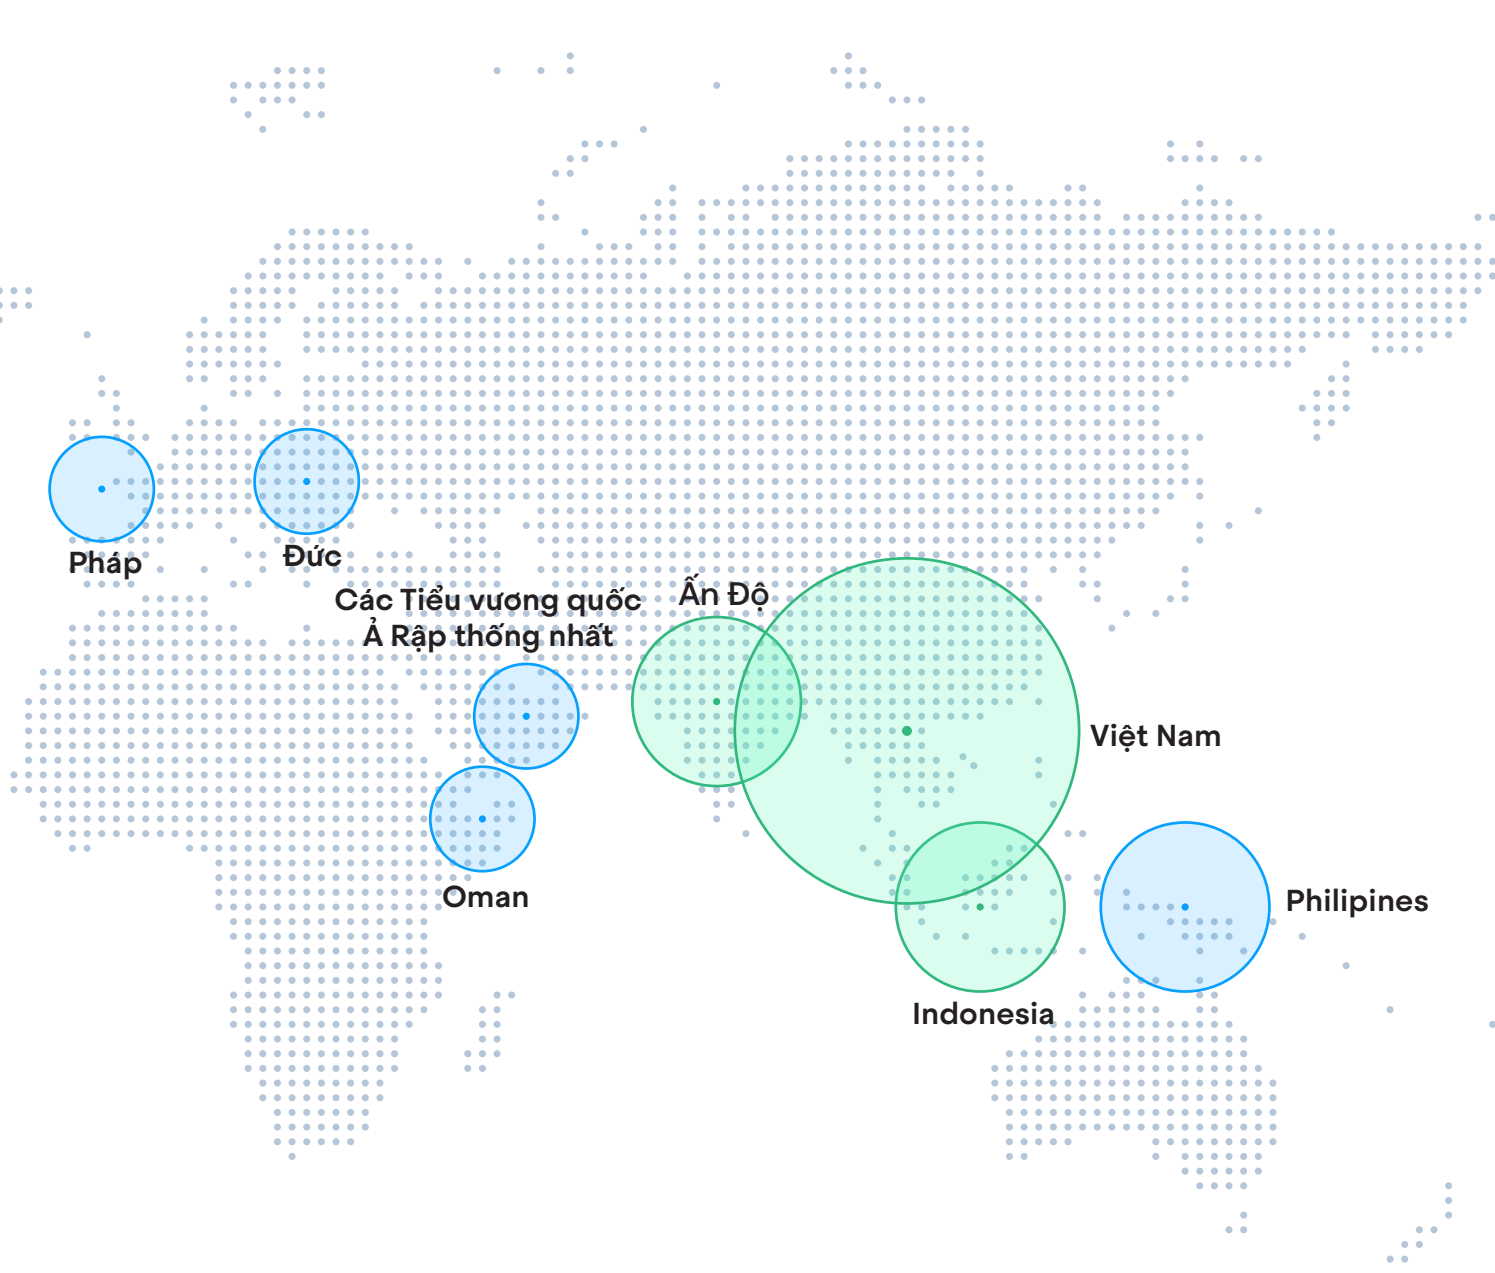 Pháp
Đức
Các Tiểu vương quốc
Ả Rập thống nhất
Ấn Độ
Việt Nam
Oman
Philipines
Indonesia